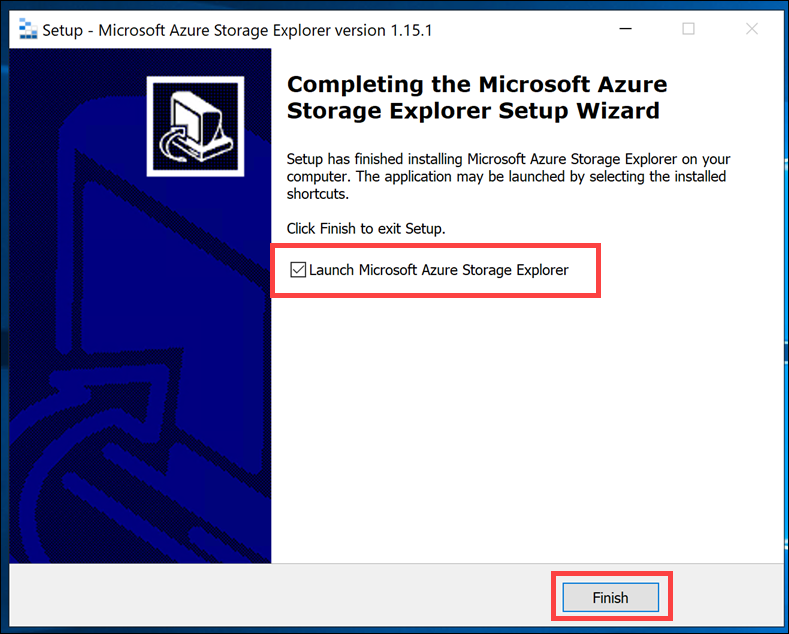 Setup - Microsoft Azure Storage Explorer version 1.15.1
Completing the Microsoft Azure
Storage Explorer Setup Wizard
Setup has finished installing Microsoft Azure Storage Explorer on your
computer. The application may be launched by selecting the installed
shortcuts.
Click Finish to exit Setup.
Launch Microsoft Azure Storage Explorer
Finish